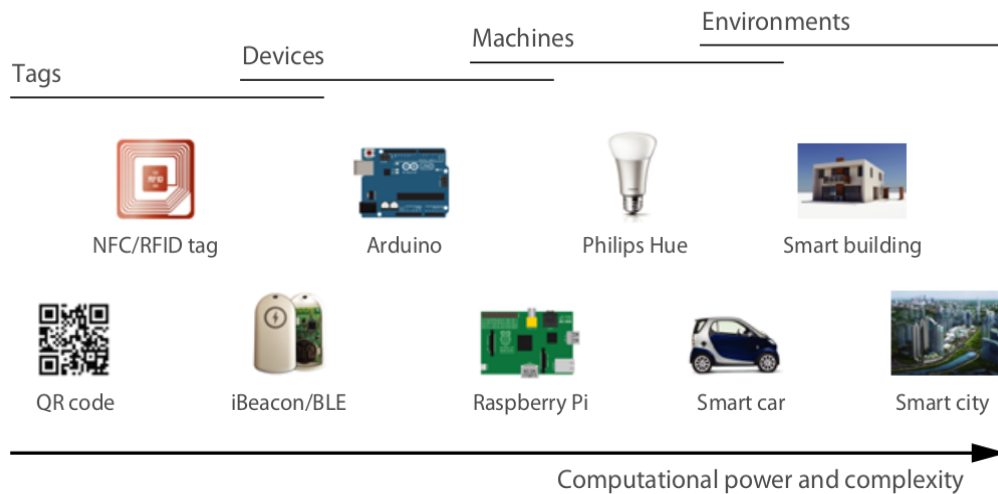 Tags
Devices
Machines
Environments
RFID
NFC/RFID tag
Arduino
Philips Hue
Smart building
QR code
iBeacon/BLE
Raspberry Pi
Smart car
Smart city
Computational power and complexity